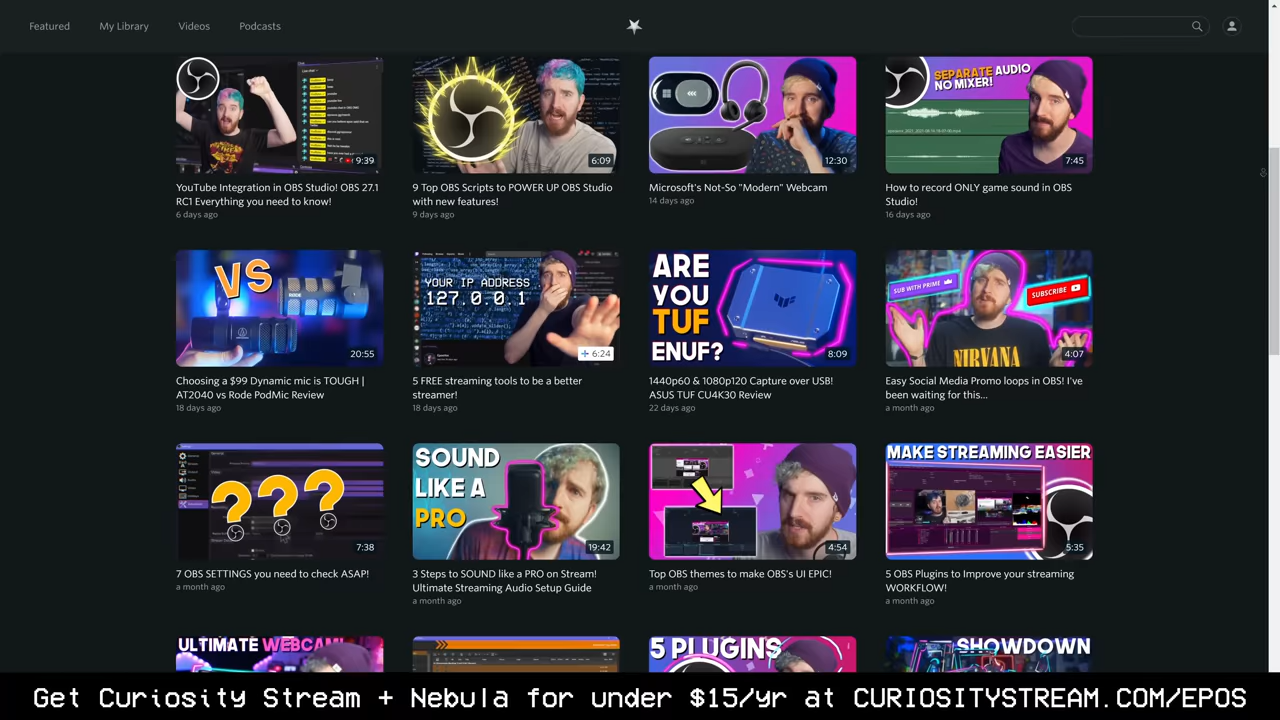 Featured
My Library
Videos
Podcasts
9:39
6:09
12:30
SEPARATE AUDIO
NO MIXER!
7:45
YouTube Integration in OBS Studio! OBS 27.1
RC1 Everything you need to know!
6 days ago
9 Top OBS Scripts to POWER UP OBS Studio
with new features!
9 days ago
Microsoft's Not-So "Modern" Webcam
14 days ago
How to record ONLY game sound in OBS
Studio!
16 days ago
VS
20:55
YOUR IP ADDRESS
127.0.0.1
6:24
ARE
YOU
TUF
ENUF?
8:09
SUB WITH PRIME
SUBSCRIBE
NIRVANA
4:07
Choosing a $99 Dynamic mic is TOUGH |
AT2040 vs Rode PodMic Review
18 days ago
5 FREE streaming tools to be a better
streamer!
18 days ago
1440p60 & 1080p120 Capture over USB!
ASUS TUF CU4K30 Review
22 days ago
Easy Social Media Promo loops in OBS! I've
been waiting for this...
a month ago
???
7:38
SOUND
LIKE A
PRO
19:42
4:54
MAKE STREAMING EASIER
5:35
7 OBS SETTINGS you need to check ASAP!
a month ago
3 Steps to SOUND like a PRO on Stream!
Ultimate Streaming Audio Setup Guide
a month ago
Top OBS themes to make OBS's UI EPIC!
a month ago
5 OBS Plugins to Improve your streaming
WORKFLOW!
a month ago
ULTIMATE WEBCAM
5 PLUGINS
SHOWDOWN
Get Curiosity Stream + Nebula for under $15/yr at CURIOSITYSTREAM.COM/EPOS